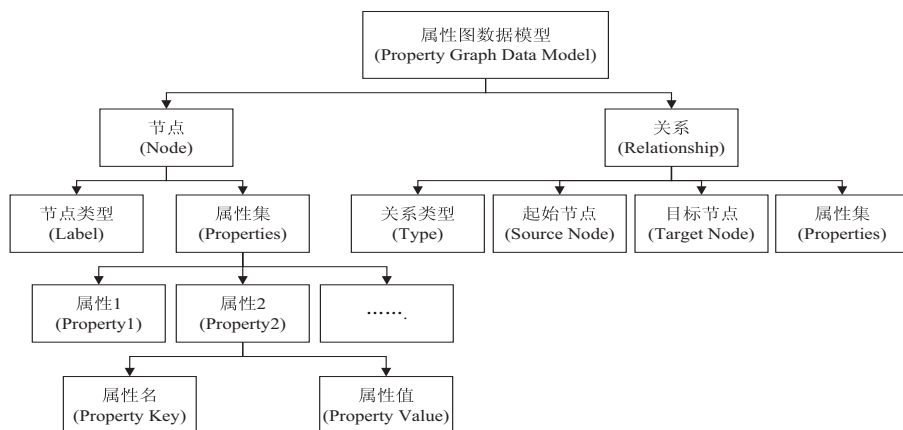 属性图数据模型
(Property Graph Data Model)
节点
(Node)
关系
(Relationship)
节点类型
(Label)
属性集
(Properties)
关系类型
(Type)
起始节点
(Source Node)
目标节点
(Target Node)
属性集
(Properties)
属性1
(Property1)
属性2
(Property2)
…….
属性名
(Property Key)
属性值
(Property Value)